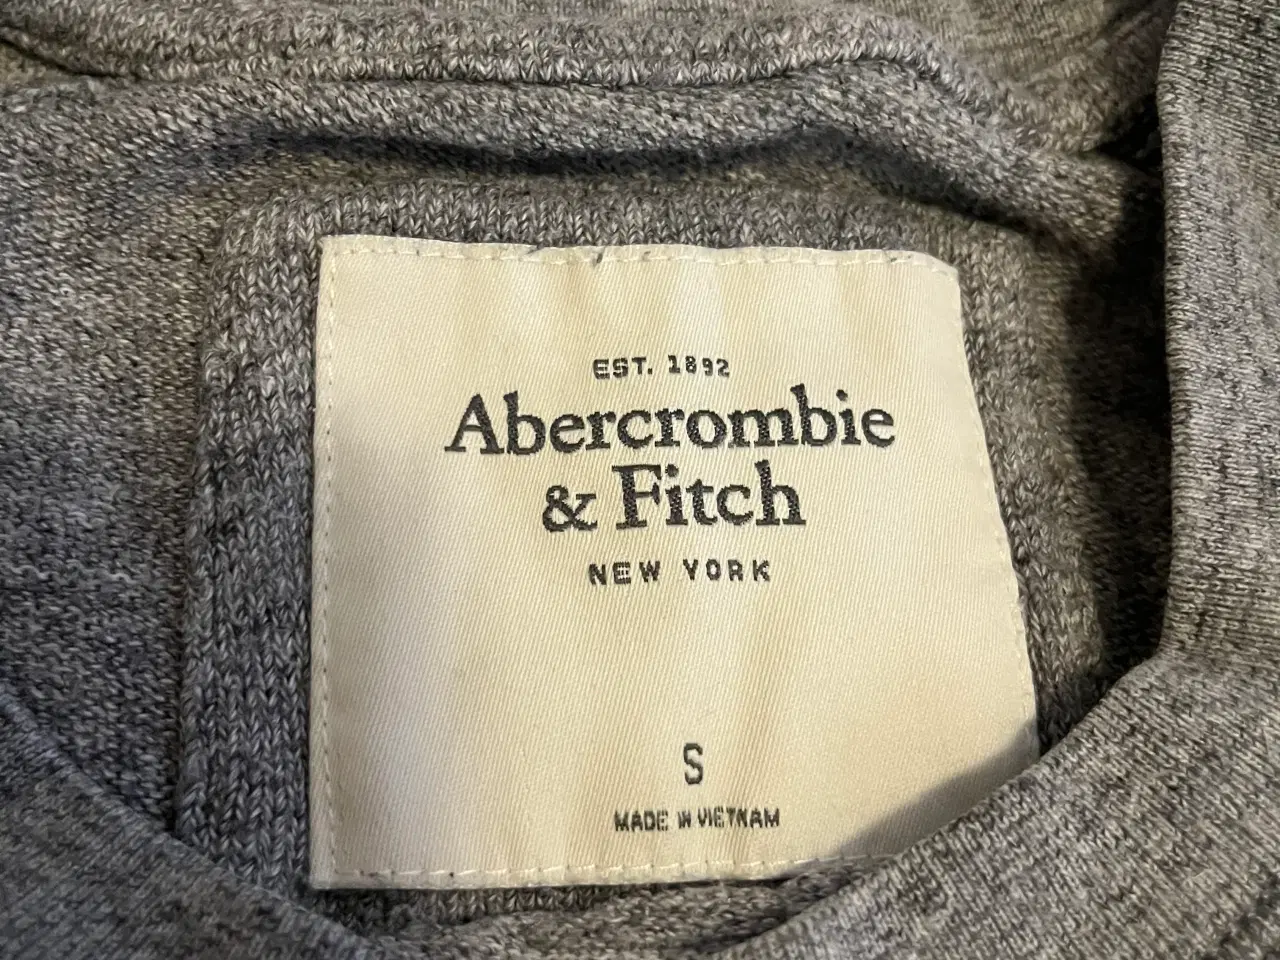 EST. 1892
Abercrombie
& Fitch
NEW YORK
S
MADE IN VIETNAM